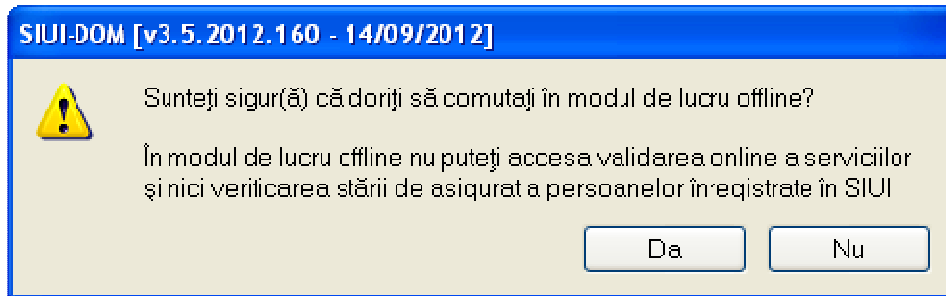 SIUI-DOM [v3.5.2012.160 - 14/09/2012]
Sunteţi sigur(ă) că doriţi să comutaţi în modul de lucru offline?
În modul de lucru offline nu puteţi accesa validarea online a serviciilor
şi nici verificarea stării de asigurat a persoanelor înregistrate în SIUI
Da
Nu